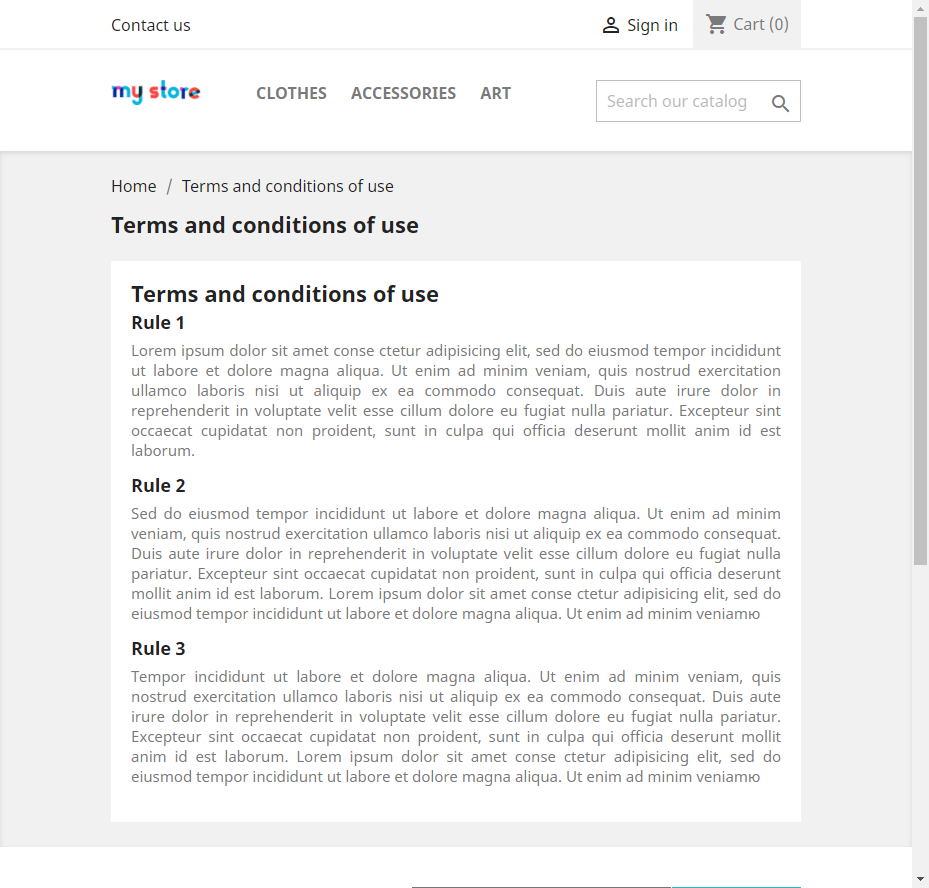 Contact us
Sign in
Cart (0)
my store
CLOTHES ACCESSORIES ART
Search our catalog
Home / Terms and conditions of use
Terms and conditions of use
Terms and conditions of use
Rule 1
Lorem ipsum dolor sit amet conse ctetur adipisicing elit, sed do eiusmod tempor incididunt
ut labore et dolore magna aliqua. Ut enim ad minim veniam, quis nostrud exercitation
ullamco laboris nisi ut aliquip ex ea commodo consequat. Duis aute irure dolor in
reprehenderit in voluptate velit esse cillum dolore eu fugiat nulla pariatur. Excepteur sint
occaecat cupidatat non proident, sunt in culpa qui officia deserunt mollit anim id est
laborum.
Rule 2
Sed do eiusmod tempor incididunt ut labore et dolore magna aliqua. Ut enim ad minim
veniam, quis nostrud exercitation ullamco laboris nisi ut aliquip ex ea commodo consequat.
Duis aute irure dolor in reprehenderit in voluptate velit esse cillum dolore eu fugiat nulla
pariatur. Excepteur sint occaecat cupidatat non proident, sunt in culpa qui officia deserunt
mollit anim id est laborum. Lorem ipsum dolor sit amet conse ctetur adipisicing elit, sed do
eiusmod tempor incididunt ut labore et dolore magna aliqua. Ut enim ad minim veniamю
Rule 3
Tempor incididunt ut labore et dolore magna aliqua. Ut enim ad minim veniam, quis
nostrud exercitation ullamco laboris nisi ut aliquip ex ea commodo consequat. Duis aute
irure dolor in reprehenderit in voluptate velit esse cillum dolore eu fugiat nulla pariatur.
Excepteur sint occaecat cupidatat non proident, sunt in culpa qui officia deserunt mollit
anim id est laborum. Lorem ipsum dolor sit amet conse ctetur adipisicing elit, sed do
eiusmod tempor incididunt ut labore et dolore magna aliqua. Ut enim ad minim veniamю